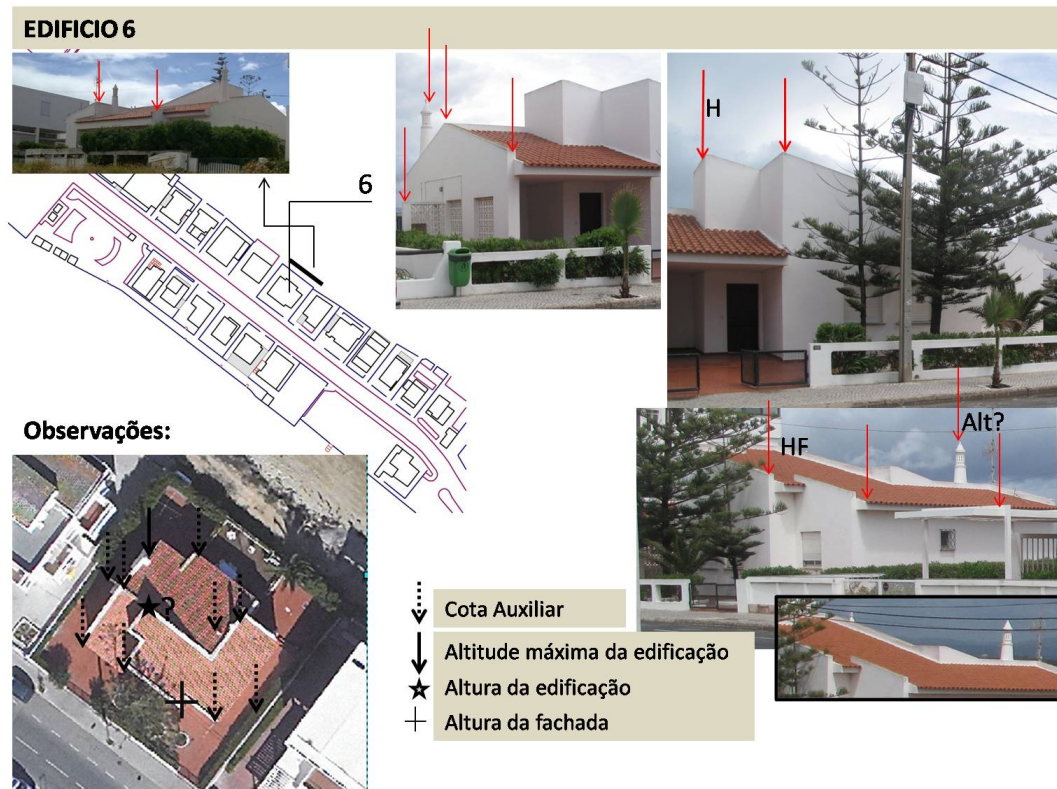 EDIFICIO 6
H
6
HF
Alt?
Observações:
?
Cota Auxiliar
Altitude máxima da edificação
Altura da edificação
Altura da fachada